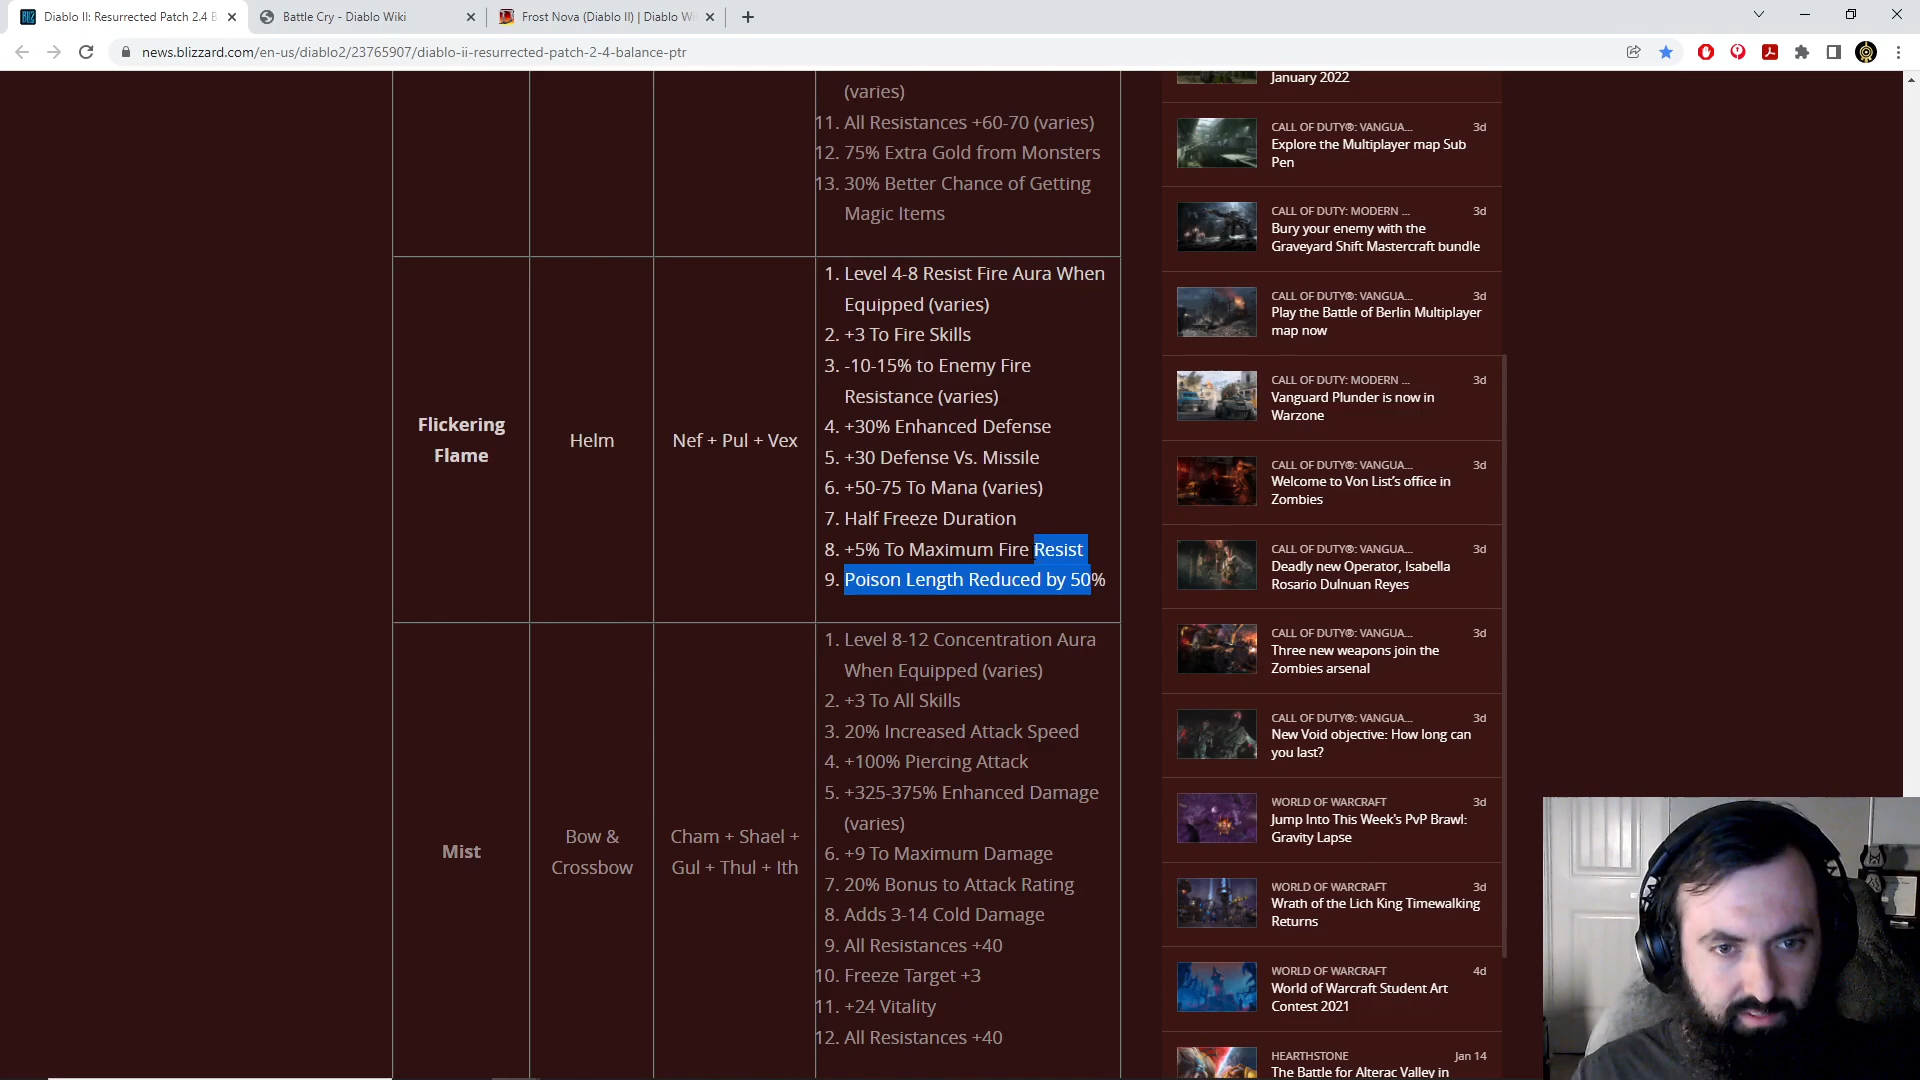 Diablo II: Resurrected Patch 2.4 B
Battle Cry - Diablo Wiki
Frost Nova (Diablo II) | Diablo Wi
news.blizzard.com/en-us/diablo2/23765907/diablo-ii-resurrected-patch-2-4-balance-ptr
(varies)
11. All Resistances +60-70 (varies)
12. 75% Extra Gold from Monsters
13. 30% Better Chance of Getting
Magic Items
Flickering
Flame
Helm
Nef + Pul + Vex
1. Level 4-8 Resist Fire Aura When
Equipped (varies)
2. +3 To Fire Skills
3. -10-15% to Enemy Fire
Resistance (varies)
4. +30% Enhanced Defense
5. +30 Defense Vs. Missile
6. +50-75 To Mana (varies)
7. Half Freeze Duration
8. +5% To Maximum Fire Resist
9. Poison Length Reduced by 50%
Mist
Bow &
Crossbow
Cham + Shael +
Gul + Thul + Ith
1. Level 8-12 Concentration Aura
When Equipped (varies)
2. +3 To All Skills
3. 20% Increased Attack Speed
4. +100% Piercing Attack
5. +325-375% Enhanced Damage
(varies)
6. +9 To Maximum Damage
7. 20% Bonus to Attack Rating
8. Adds 3-14 Cold Damage
9. All Resistances +40
10. Freeze Target +3
11. +24 Vitality
12. All Resistances +40
January 2022
CALL OF DUTY®: VANGUA... 3d
Explore the Multiplayer map Sub
Pen
CALL OF DUTY: MODERN ... 3d
Bury your enemy with the
Graveyard Shift Mastercraft bundle
CALL OF DUTY®: VANGUA... 3d
Play the Battle of Berlin Multiplayer
map now
CALL OF DUTY: MODERN ... 3d
Vanguard Plunder is now in
Warzone
CALL OF DUTY®: VANGUA... 3d
Welcome to Von List's office in
Zombies
CALL OF DUTY®: VANGUA... 3d
Deadly new Operator, Isabella
Rosario Dulnuan Reyes
CALL OF DUTY®: VANGUA... 3d
Three new weapons join the
Zombies arsenal
CALL OF DUTY®: VANGUA... 3d
New Void objective: How long can
you last?
WORLD OF WARCRAFT 3d
Jump Into This Week's PvP Brawl:
Gravity Lapse
WORLD OF WARCRAFT 3d
Wrath of the Lich King Timewalking
Returns
WORLD OF WARCRAFT 4d
World of Warcraft Student Art
Contest 2021
HEARTHSTONE Jan 14
The Battle for Alterac Valley in